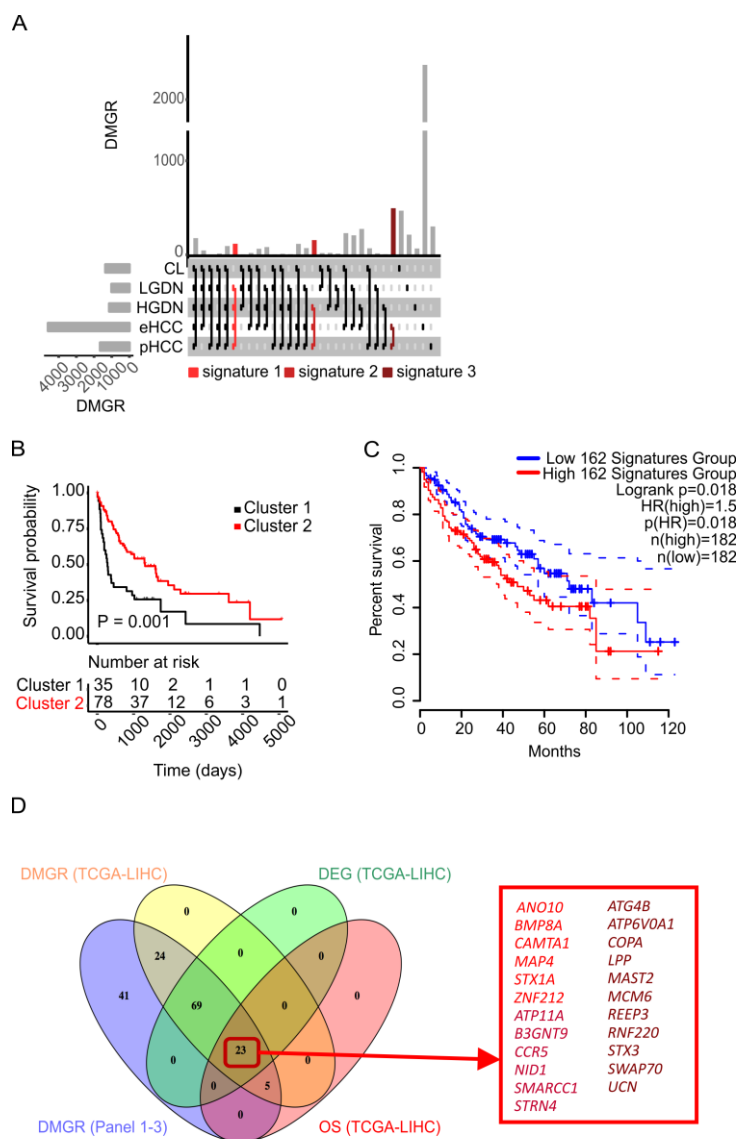 A
DMGR
2000
1000
0
CL
LGDN
HGDN
eHCC
pHCC
4000
3000
2000
1000
0
DMGR
signature 1 signature 2 signature 3
B
Survival probability
1.00
0.75
0.50
0.25
0.00
Cluster 1
Cluster 2
P = 0.001
Number at risk
Cluster 1 35 10 2 1 1 0
Cluster 2 78 37 12 6 3 1
0 1000 2000 3000 4000 5000
Time (days)
C
Percent survival
1.0
0.8
0.6
0.4
0.2
0.0
Low 162 Signatures Group
High 162 Signatures Group
Logrank p=0.018
HR(high)=1.5
p(HR)=0.018
n(high)=182
n(low)=182
0 20 40 60 80 100 120
Months
D
DMGR (TCGA-LIHC)
DEG (TCGA-LIHC)
0 0
24 0 0
41 69 0 0
23
0 0
0 5
0
DMGR (Panel 1-3)
OS (TCGA-LIHC)
ANO10
BMP8A
CAMTA1
MAP4
STX1A
ZNF212
ATP11A
B3GNT9
CCR5
NID1
SMARCC1
STRN4
ATG4B
ATP6V0A1
COPA
LPP
MAST2
MCM6
REEP3
RNF220
STX3
SWAP70
UCN